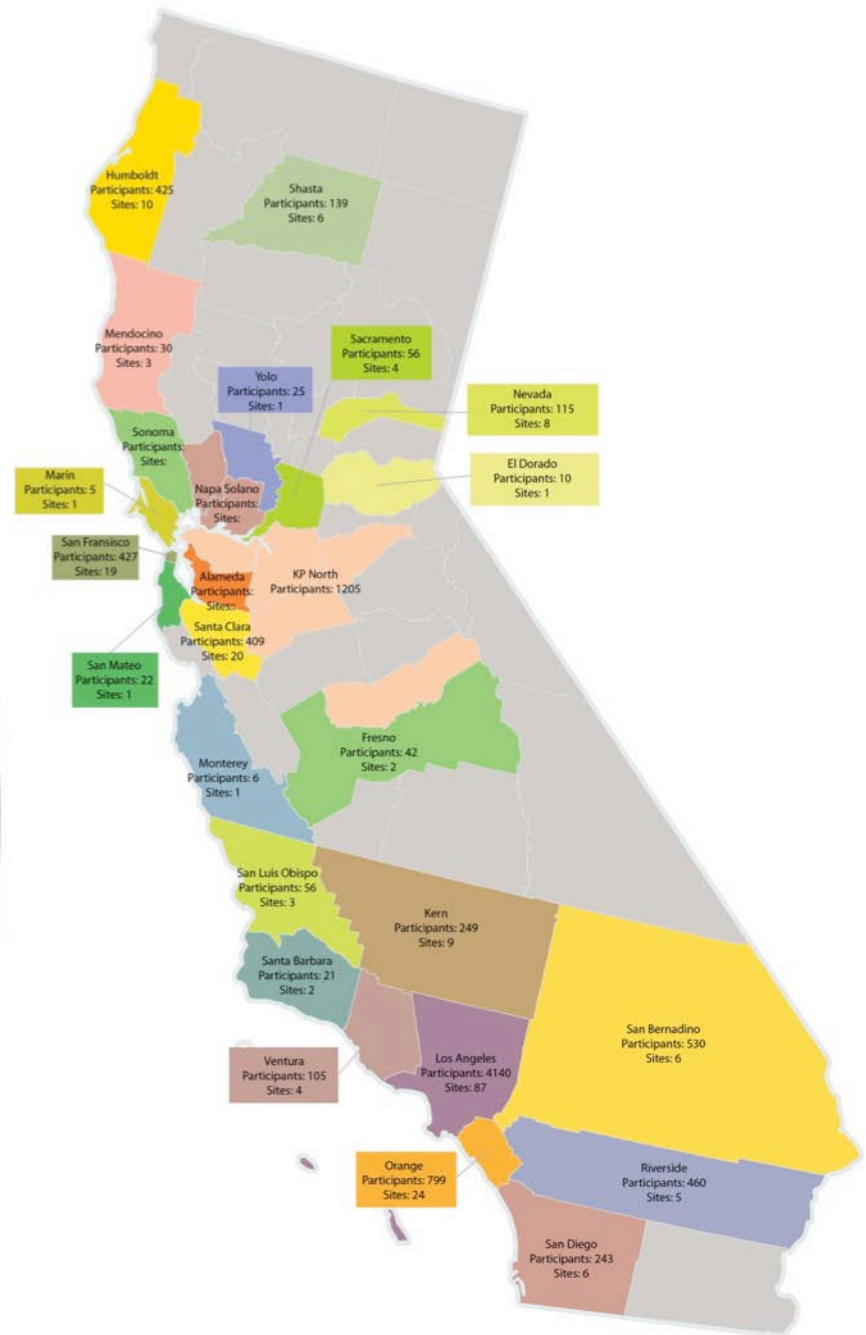 Humboldt
Participants: 425
Sites: 10
Shasta
Participants: 139
Sites: 6
Mendocino
Participants: 30
Sites: 3
Sacramento
Participants: 56
Sites: 4
Yolo
Participants: 25
Sites: 1
Nevada
Participants: 115
Sites: 8
Sonoma
Participants:
Sites:
El Dorado
Participants: 10
Sites: 1
Marin
Participants: 5
Sites: 1
Napa Solano
Participants:
Sites:
San Fransisco
Participants: 427
Sites: 19
Alameda
Participants:
Sites::
KP North
Participants: 1205
Santa Clara
Participants: 409
Sites: 20
San Mateo
Participants: 22
Sites: 1
Fresno
Participants: 42
Sites: 2
Monterey
Participants: 6
Sites: 1
San Luis Obispo
Participants: 56
Sites: 3
Kern
Participants: 249
Sites: 9
Santa Barbara
Participants: 21
Sites: 2
San Bernadino
Participants: 530
Sites: 6
Ventura
Participants: 105
Sites: 4
Los Angeles
Participants: 4140
Sites: 87
Orange
Participants: 799
Sites: 24
Riverside
Participants: 460
Sites: 5
San Diego
Participants: 243
Sites: 6